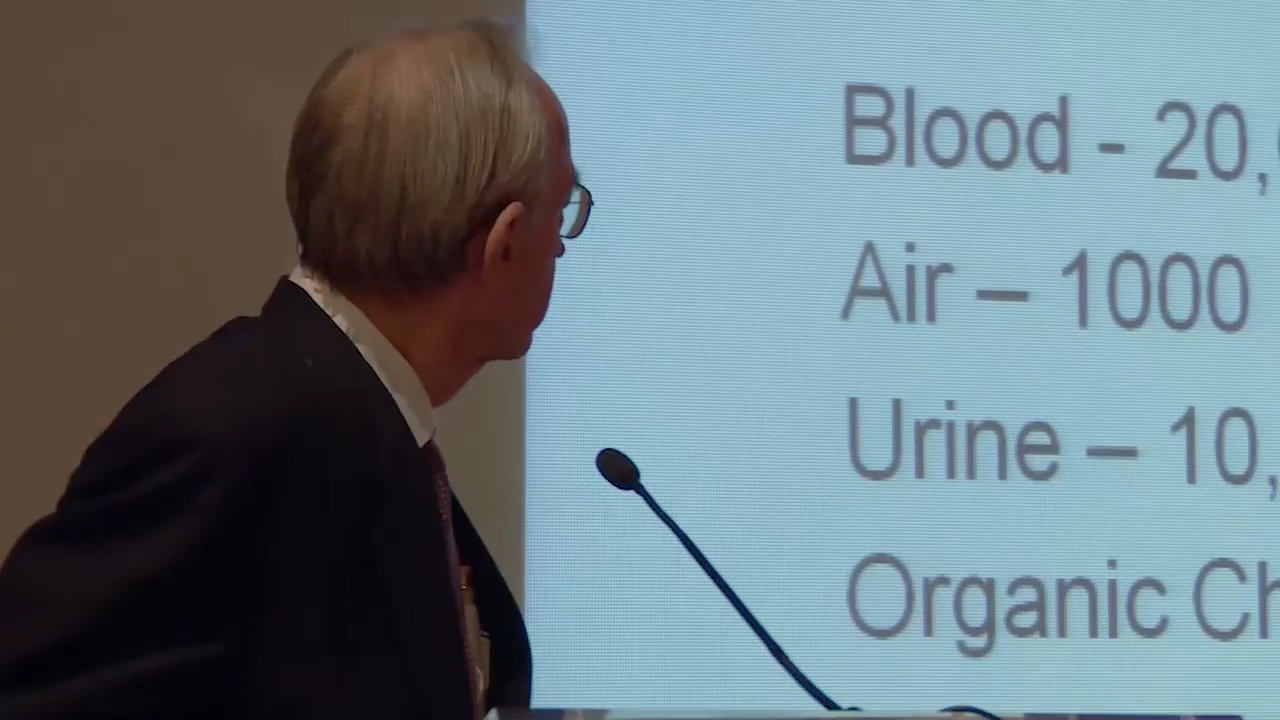 Blood - 20,
Air – 1000
Urine – 10,
Organic Ch